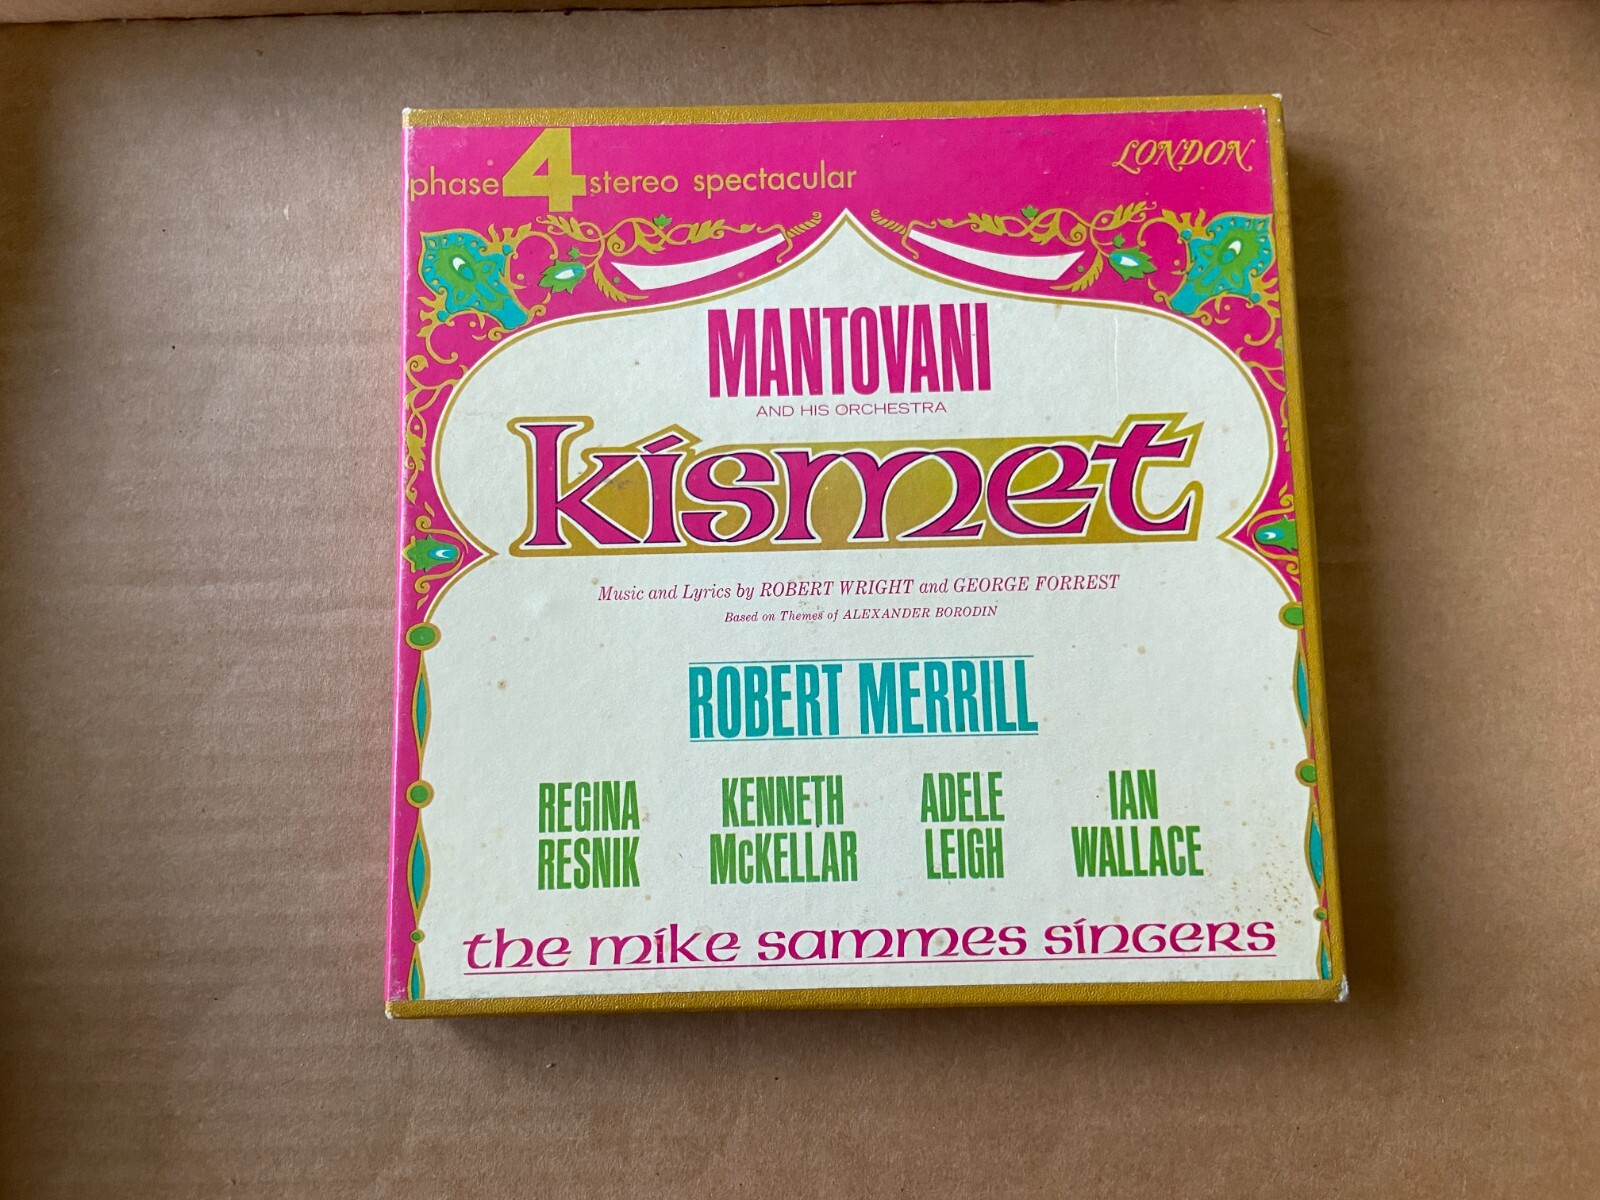 phase 4 stereo spectacular
LONDON
MANTOVANI
AND HIS ORCHESTRA
kismet
Music and Lyrics by ROBERT WRIGHT and GEORGE FORREST
Based on Themes of ALEXANDER BORODIN
ROBERT MERRILL
REGINA
RESNIK
KENNETH
McKELLAR
ADELE
LEIGH
IAN
WALLACE
the mike sammes singers